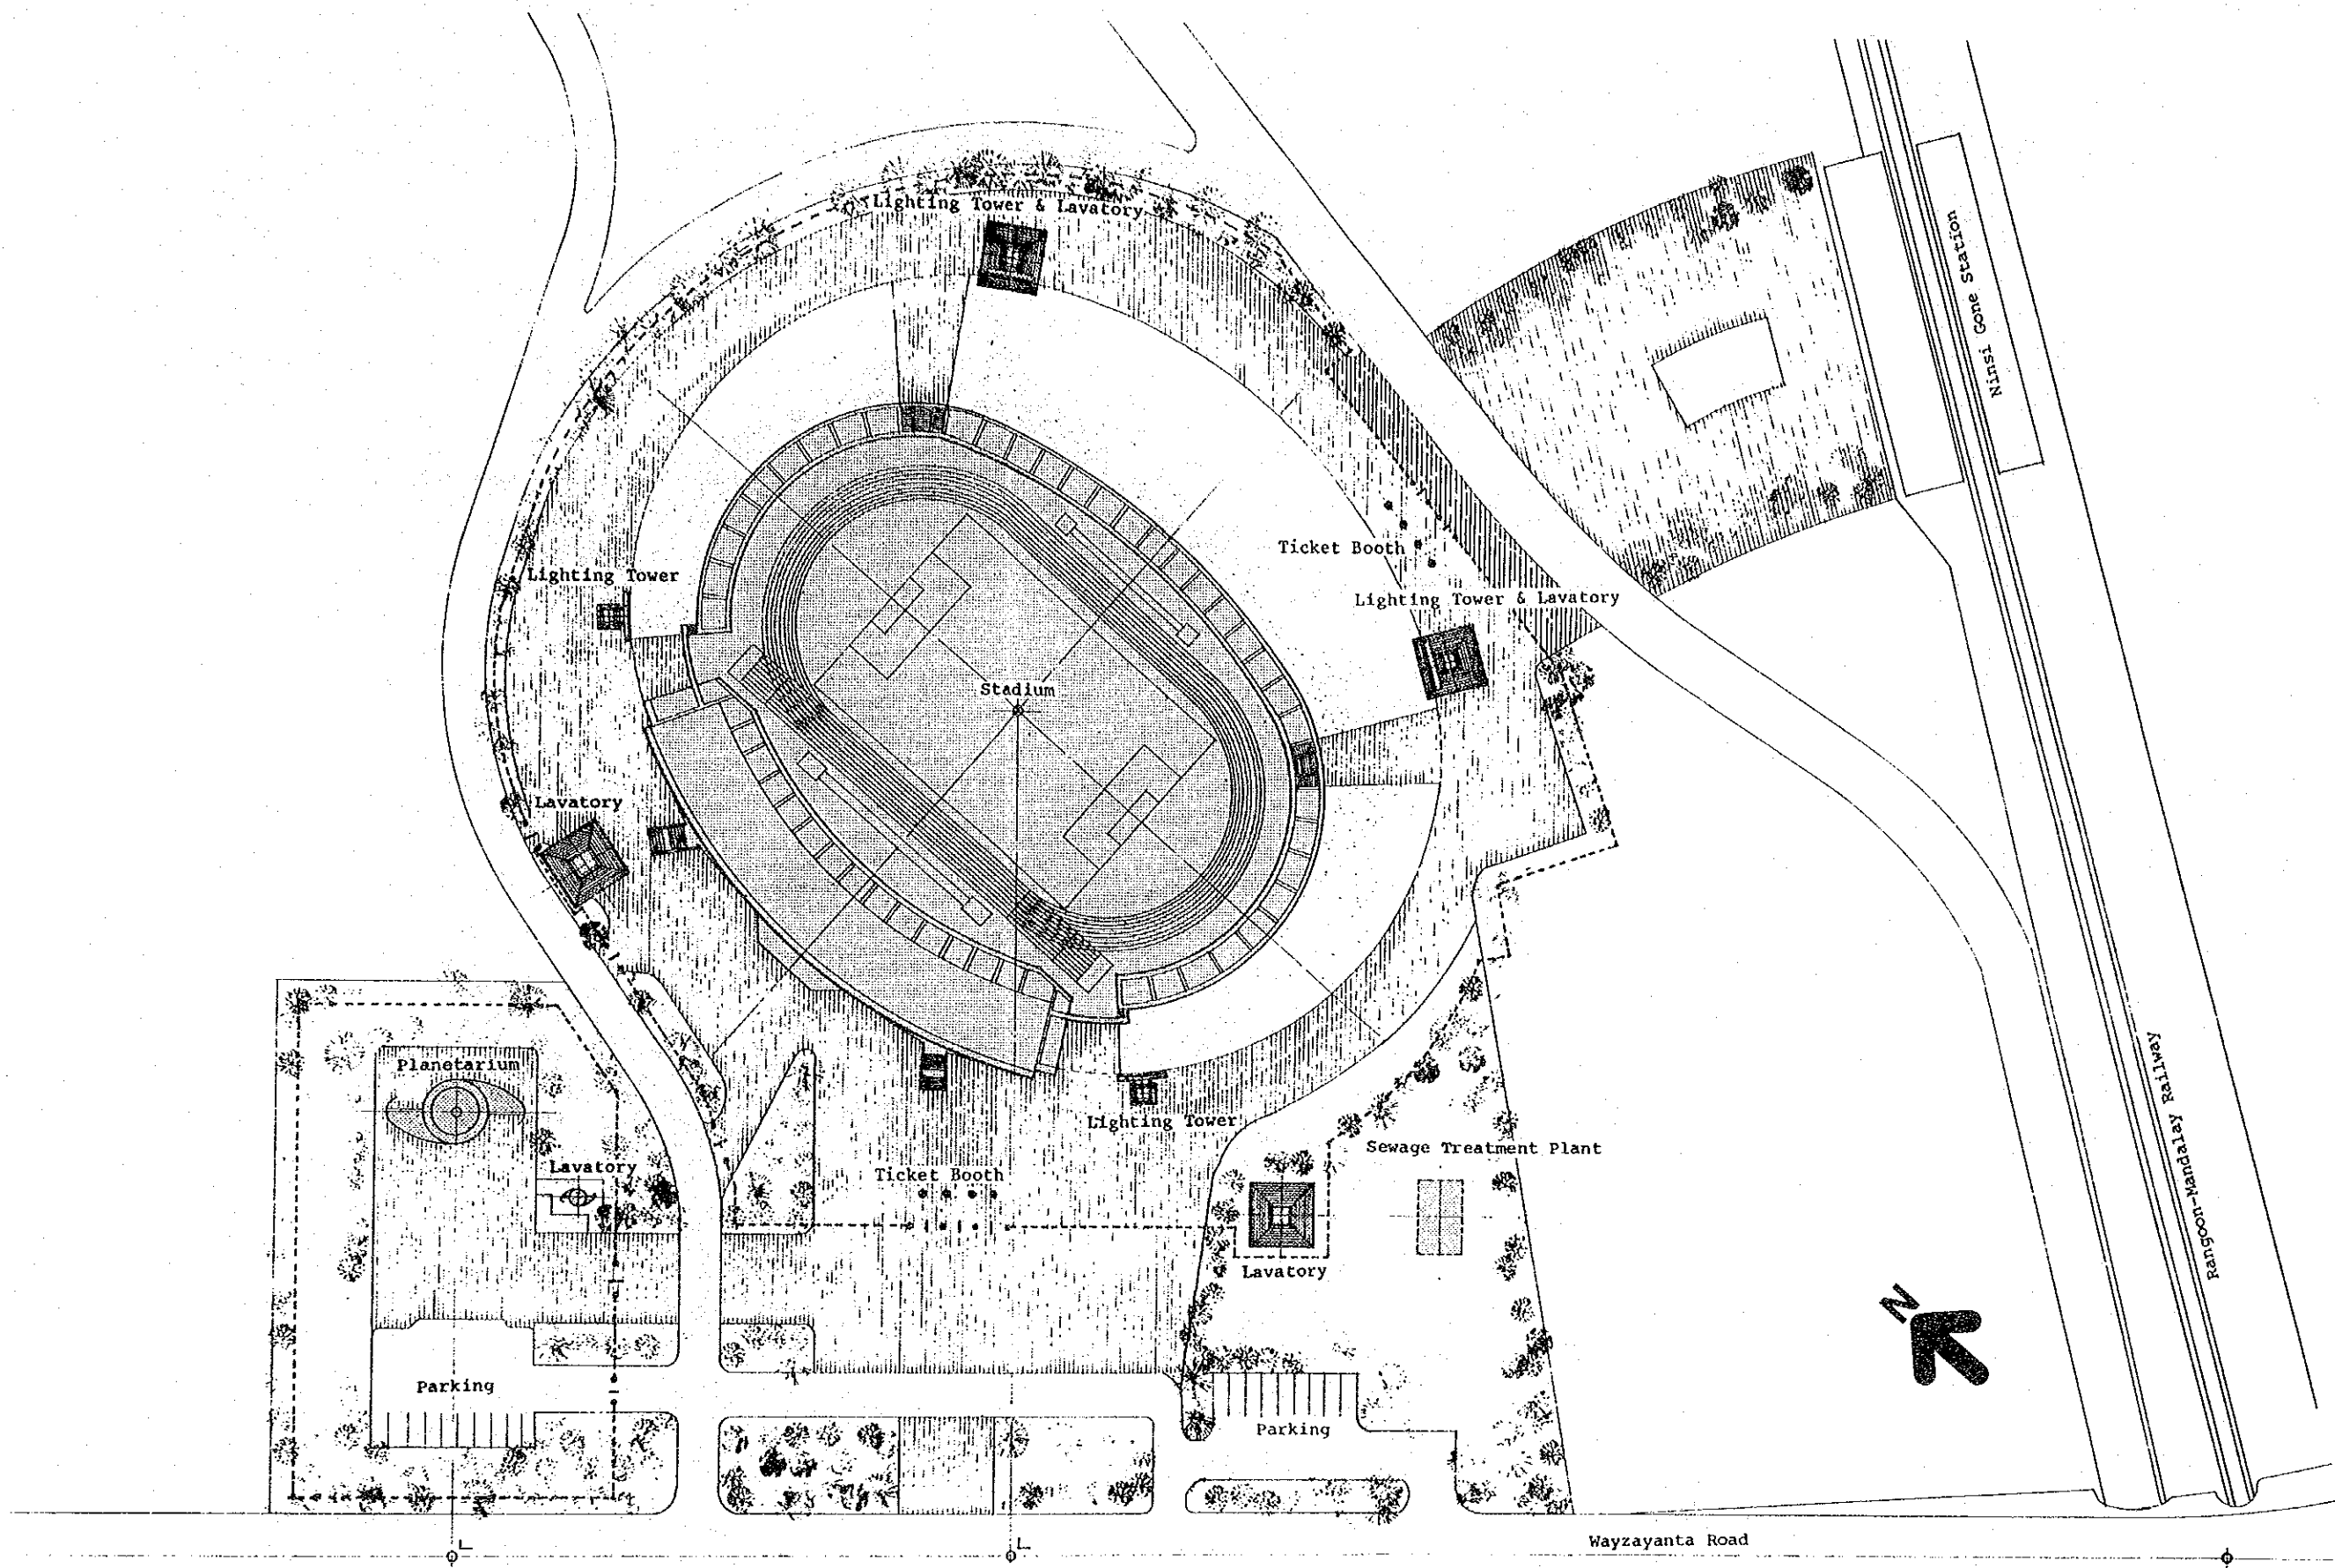 Lighting Tower & Lavatory
Ninsi Gone Station
Ticket Booth
Lighting Tower
Lighting Tower & Lavatory
Stadium
Lavatory
Planetarium
Rangoon-Mandalay Railway
Lighting Tower
Sewage Treatment Plant
Lavatory
Ticket Booth
Lavatory
N
Parking
Parking
Wayzayanta Road